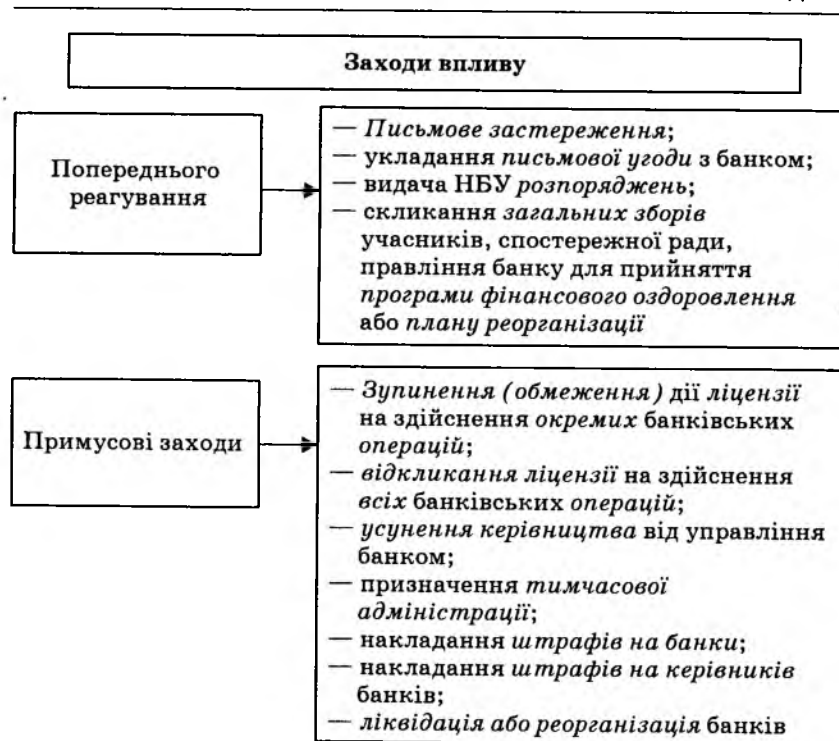 Заходи впливу
Попереднього
реагування
— Письмове застереження;
— укладання письмової угоди з банком;
— видача НБУ розпоряджень;
— скликання загальних зборів
учасників, спостережної ради,
правління банку для прийняття
програми фінансового оздоровлення
або плану реорганізації
Примусові заходи
— Зупинення (обмеження) дії ліцензії
на здійснення окремих банківських
операцій;
— відкликання ліцензії на здійснення
всіх банківських операцій;
— усунення керівництва від управління
банком;
— призначення тимчасової
адміністрації;
— накладання штрафів на банки;
— накладання штрафів на керівників
банків;
— ліквідація або реорганізація банків